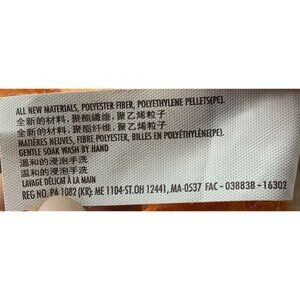 ALL NEW MATERIALS, POLYESTER FIBER, POLYETHYLENE PELLETS(PE).
全新的材料，聚酯纖維，聚乙烯粒子
全新的材料，聚酯纤维，聚乙烯粒子
MATIÈRES NEUVES, FIBRE POLYESTER, BILLES EN POLYÉTHYLÈNE(PE).
GENTLE SOAK WASH BY HAND
溫和的浸泡手洗
温和的浸泡手洗
LAVAGE DÉLICAT À LA MAIN
REG NO. PA-1082 (KR): ME 1104-ST.OH 12441, MA-0537 FAC -038838 -16302